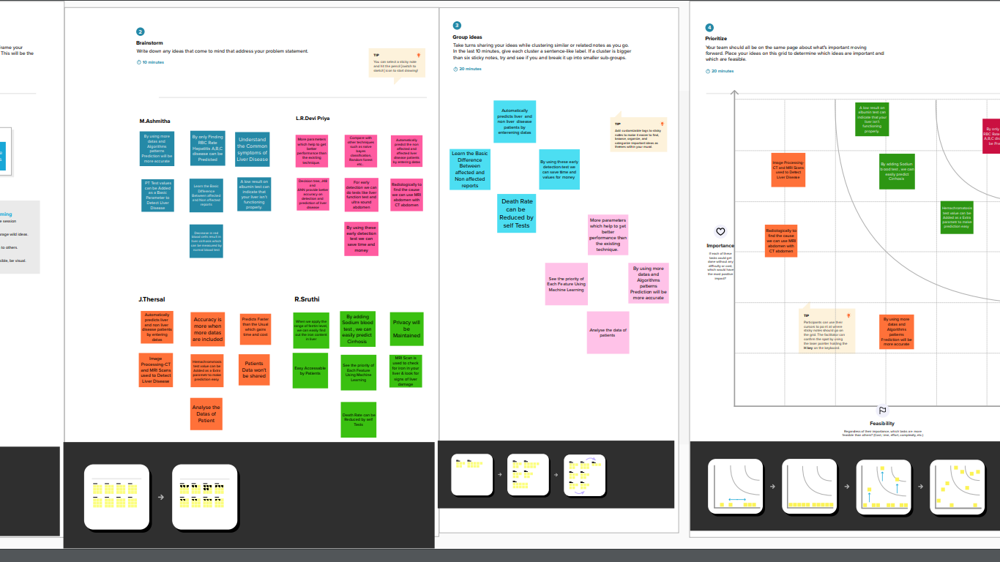 rame your
This will be the
ming
e session
rage wild ideas.
to others
sible, be visual.
2
Brainstorm
Write down any ideas that come to mind that address your problem statement.
10 minutes
TIP
You can select a sticky note
and hit the pencil [switch to
sketch] icon to start drawing!
M.Ashmitha
By using more
datas and
Algorithms
patterns
Prediction will be
more accurate
By only Finding
RBC Rate
Hepatitis A,B,C
disease can be
Predicted
Understand
the Common
symptoms of
Liver Disease
PT Test values
can be Added
as a Basic
Parameter to
Detect Liver
Disease
Learn the Basic
Difference
Between affected
and Non affected
reports
A low result on
albumin test can
indicate that
your liver isn't
functioning
properly.
Decrease in red
blood cells result in
liver cirrhosis which
can be measured by
normal blood test
L.R.Devi Priya
More parameters
which help to get
better
performance than
the existing
technique
Compare with
other techniques
such as naive
bayes
classification,
Random forest
etc.
Automatically
predicts the non
affected and
affected liver
disease patients
by entering datas
Decision tree, J48
and
ANN provide better
accuracy on
detection and
prediction of liver
disease
For early
detection we can
do tests like liver
function test and
ultra sound
abdomen
Radiologically to
find the cause
we can use MRI
abdomen with
CT abdomen
By using these
early detection
test we can
save time and
money
J.Thersal
Automatically
predicts liver
and non liver
disease patients
by entering
datas
Accuracy is
more when
more datas
are included
Predicts Faster
than the Usual
which gains
time and cost
Image
Processing-CT
and MRI Scans
used to Detect
Liver Disease
Hemochramatosis
test value can be
Added as a Extra
parametr to make
prediction easy
Patients
Data won't
be shared
Analyse the
Datas of
Patient
R.Sruthi
When we apply the
range of ferritin level,
we can easily find
out the iron content
in liver
By adding
Sodium blood
test , we can
easily predict
Cirrhosis
Privacy will
be
Maintained
Easy Accessable
by Patients
See the priority of
Each Feature
Using Machine
Learning
MRI Scan is
used to check
for iron in your
liver & look for
signs of liver
damage
Death Rate can be
Reduced by self
Tests
3
Group ideas
Take turns sharing your ideas while clustering similar or related notes as you go.
In the last 10 minutes, give each cluster a sentence-like label. If a cluster is bigger
than six sticky notes, try and see if you and break it up into smaller sub-groups.
20 minutes
TIP
Add customizable tags to sticky
notes to make it easier to find,
browse, organize, and
categorize important ideas as
themes within your mural.
Automatically
predicts liver and
non liver disease
patients by
enterering datas
Learn the Basic
Difference
Between
affected and
Non affected
reports
By using these early
detection test we
can save time and
values for money
Death Rate
can be
Reduced by
self Tests
More parameters
which help to get
better
performance than
the existing
technique.
See the priority of
Each Feature Using
Machine Learning
By using more
datas and
Algorithms
patterns
Prediction will be
more accurate
Analyse the data of
patients
4
Prioritize
Your team should all be on the same page about what's important moving
forward. Place your ideas on this grid to determine which ideas are important and
which are feasible.
20 minutes
A low result on
albumin test can
indicate that your
liver isn't
functioning
properly.
By only
RBC Rate
A,B,C dis
be Pre
Image Processing-
CT and MRI Scans
used to Detect
Liver Disease
By adding Sodium
blood test , we can
easily predict
Cirrhosis
Hemochramatosis
test value can be
Added as a Extra
parametr to make
prediction easy
Radiologically to
find the cause
we can use MRI
abdomen with
CT abdomen
Importance
If each of these
tasks could get
done without any
difficulty or cost,
which would have
the most positive
impact?
TIP
Participants can use their
cursors to point at where
sticky notes should go on
the grid. The facilitator can
confirm the spot by using
the laser pointer holding the
H key on the keyboard.
By using more
datas and
Algorithms
patterns
Prediction will be
more accurate
Feasibility
Regardless of their importance, which tasks are more
feasible than others? (Cost, time, effort, complexity, etc.)